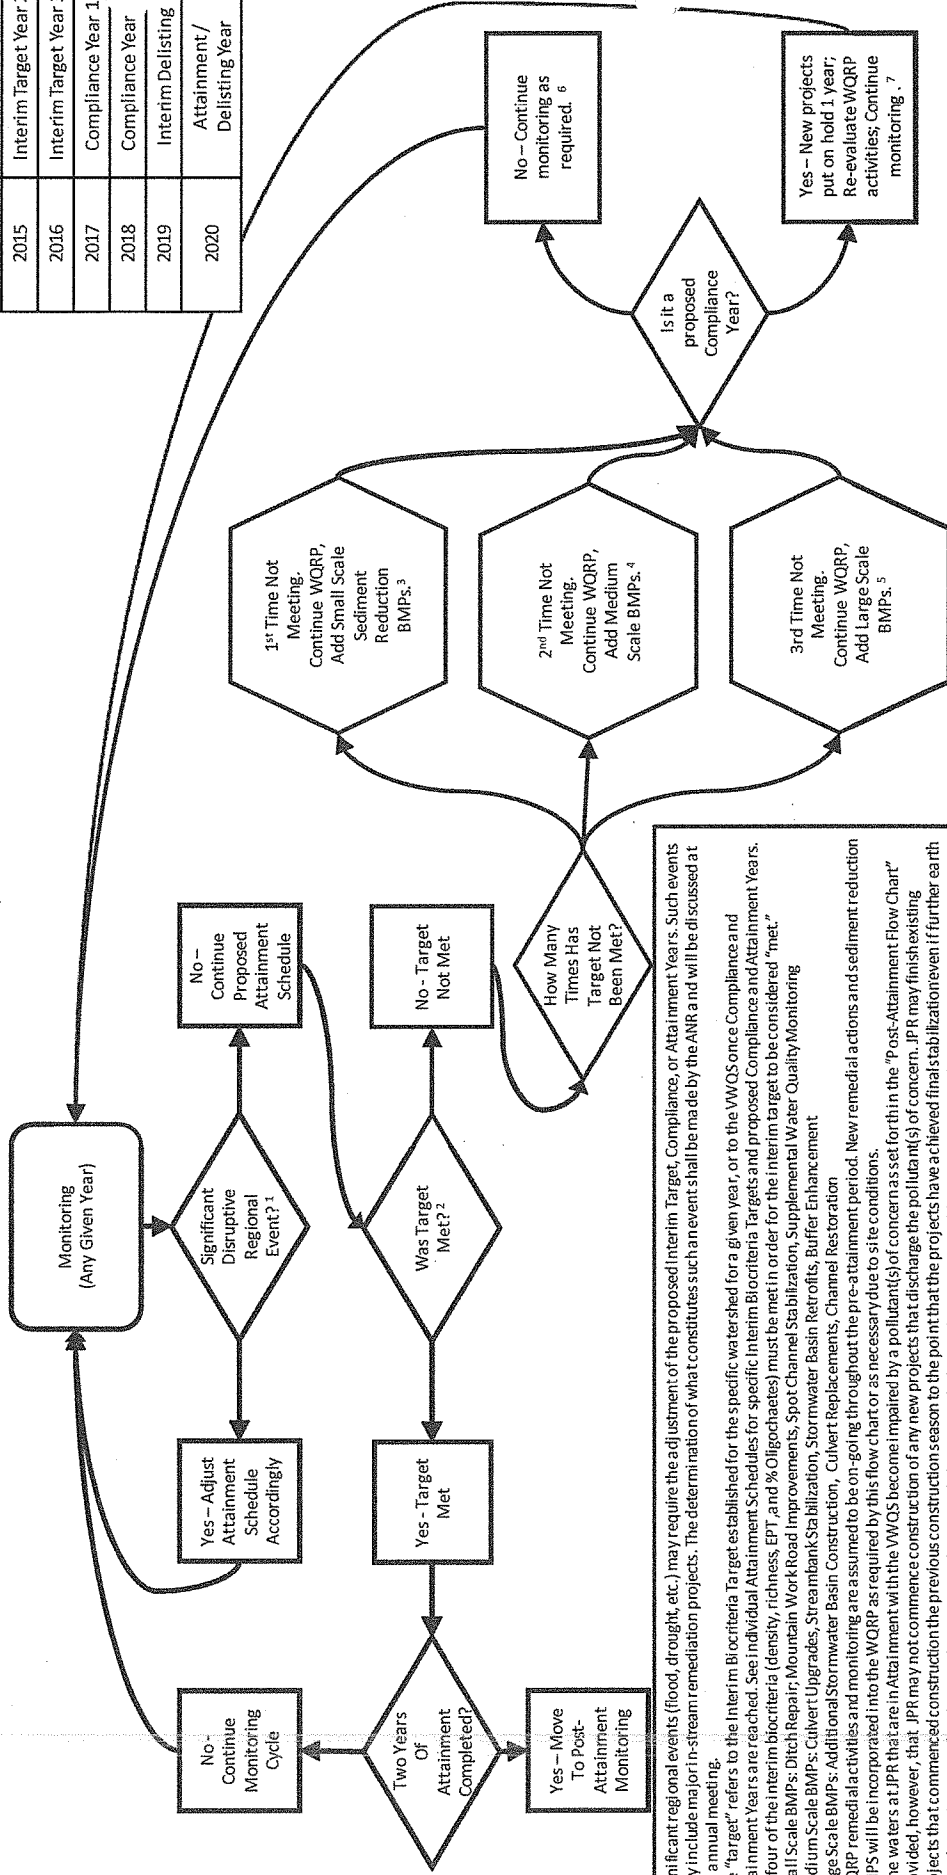 2015 Interim Target Year
2016 Interim Target Year
2017 Compliance Year 1
2018 Compliance Year
2019 Interim Delisting
2020 Attainment /
Delisting Year
Monitoring
(Any Given Year)
Significant
Disruptive
Regional
Event? 1
Yes – Adjust
Attainment
Schedule
Accordingly
No –
Continue
Proposed
Attainment
Schedule
Was Target
Met? 2
Yes - Target
Met
No - Target
Not Met
Two Years
Of
Attainment
Completed?
No -
Continue
Monitoring
Cycle
Yes – Move
To Post-
Attainment
Monitoring
How Many
Times Has
Target Not
Been Met?
1st Time Not
Meeting.
Continue WQRP,
Add Small Scale
Sediment
Reduction
BMPs. 3
2nd Time Not
Meeting.
Continue WQRP,
Add Medium
Scale BMPs. 4
3rd Time Not
Meeting.
Continue WQRP,
Add Large Scale
BMPs. 5
Is it a
proposed
Compliance
Year?
No – Continue
monitoring as
required. 6
Yes – New projects
put on hold 1 year;
Re-evaluate WQRP
activities; Continue
monitoring . 7
regional events (flood, drought, etc.) may require the adjustment of the proposed Interim Target, Compliance, or Attainment Years. Such events
include major in-stream remediation projects. The determination of what constitutes such an event shall be made by the ANR and will be discussed at
annual meeting.
"target" refers to the Interim Biocriteria Target established for the specific watershed for a given year, or to the VWQS once Compliance and
Years are reached. See individual Attainment Schedules for specific Interim Biocriteria Targets and proposed Compliance and Attainment Years.
four of the interim biocriteria (density, richness, EPT, and % Oligochaetes) must be met in order for the interim target to be considered "met."
Scale BMPs: Ditch Repair; Mountain Work Road Improvements, Spot Channel Stabilization, Supplemental Water Quality Monitoring
Scale BMPs: Culvert Upgrades, Streambank Stabilization, Stormwater Basin Retrofits, Buffer Enhancement
Scale BMPs: Additional Stormwater Basin Construction, Culvert Replacements, Channel Restoration
remedial activities and monitoring are assumed to be on-going throughout the pre-attainment period. New remedial actions and sediment reduction
will be incorporated into the WQRP as required by this flow chart or as necessary due to site conditions.
waters at JPR that are in Attainment with the VWQS become impaired by a pollutant(s) of concern as set forth in the "Post-Attainment Flow Chart"
however, that JPR may not commence construction of any new projects that discharge the pollutant(s) of concern. JPR may finish existing
that commenced construction the previous construction season to the point that the projects have achieved final stabilization even if further earth